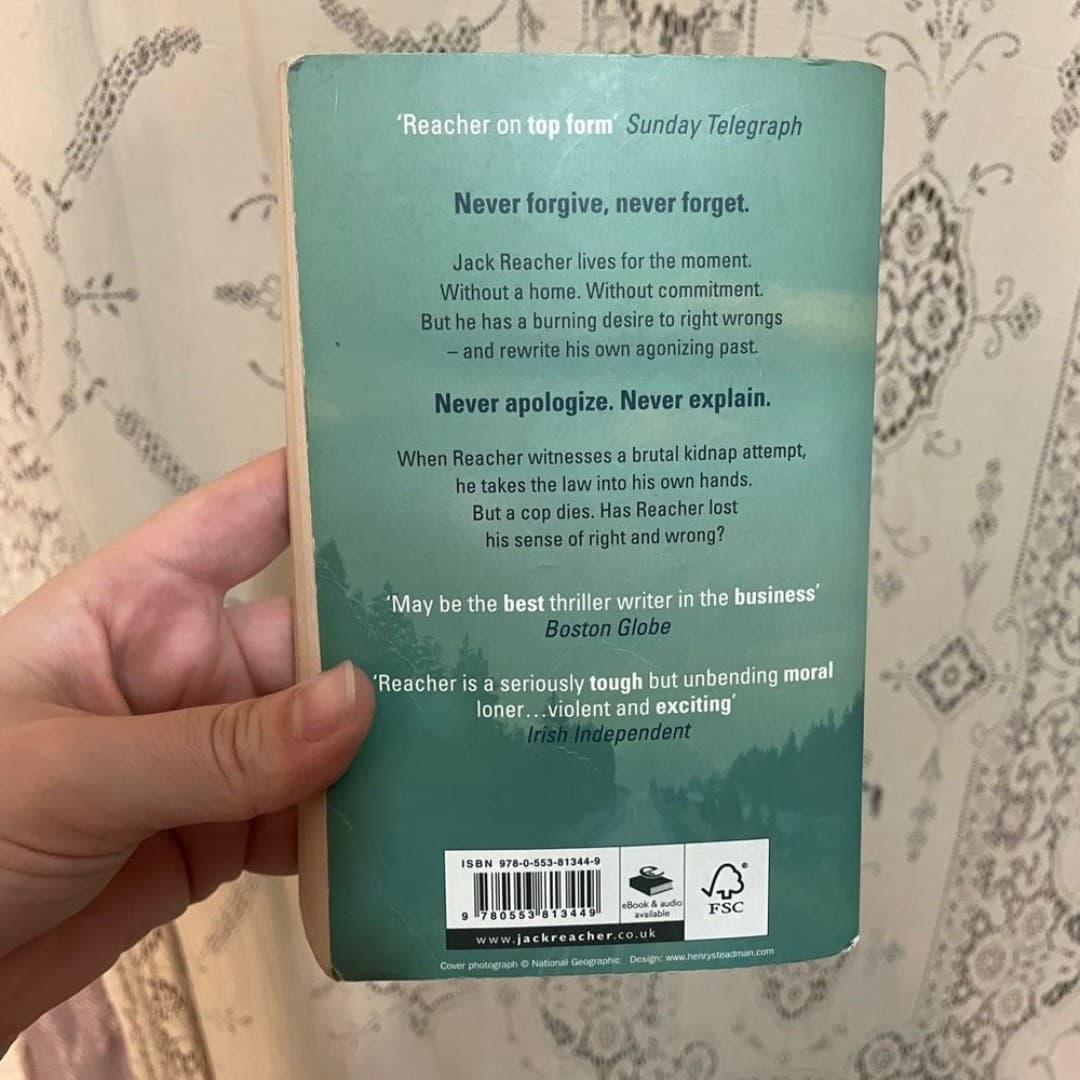 'Reacher on top form' Sunday Telegraph
Never forgive, never forget.
Jack Reacher lives for the moment.
Without a home. Without commitment.
But he has a burning desire to right wrongs
– and rewrite his own agonizing past.
Never apologize. Never explain.
When Reacher witnesses a brutal kidnap attempt,
he takes the law into his own hands.
But a cop dies. Has Reacher lost
his sense of right and wrong?
'May be the best thriller writer in the business'
Boston Globe
'Reacher is a seriously tough but unbending moral
loner...violent and exciting'
Irish Independent
ISBN 978-0-553-81344-9
9 780553 813449
eBook & audio
available
FSC
www.jackreacher.co.uk
Cover photograph © National Geographic Design: www.henrysteadman.com